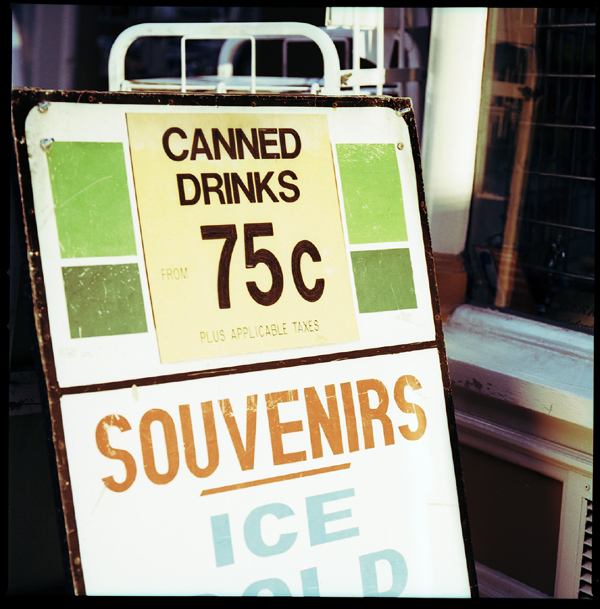 CANNED
DRINKS
FROM 75c
PLUS APPLICABLE TAXES
SOUVENIRS
ICE